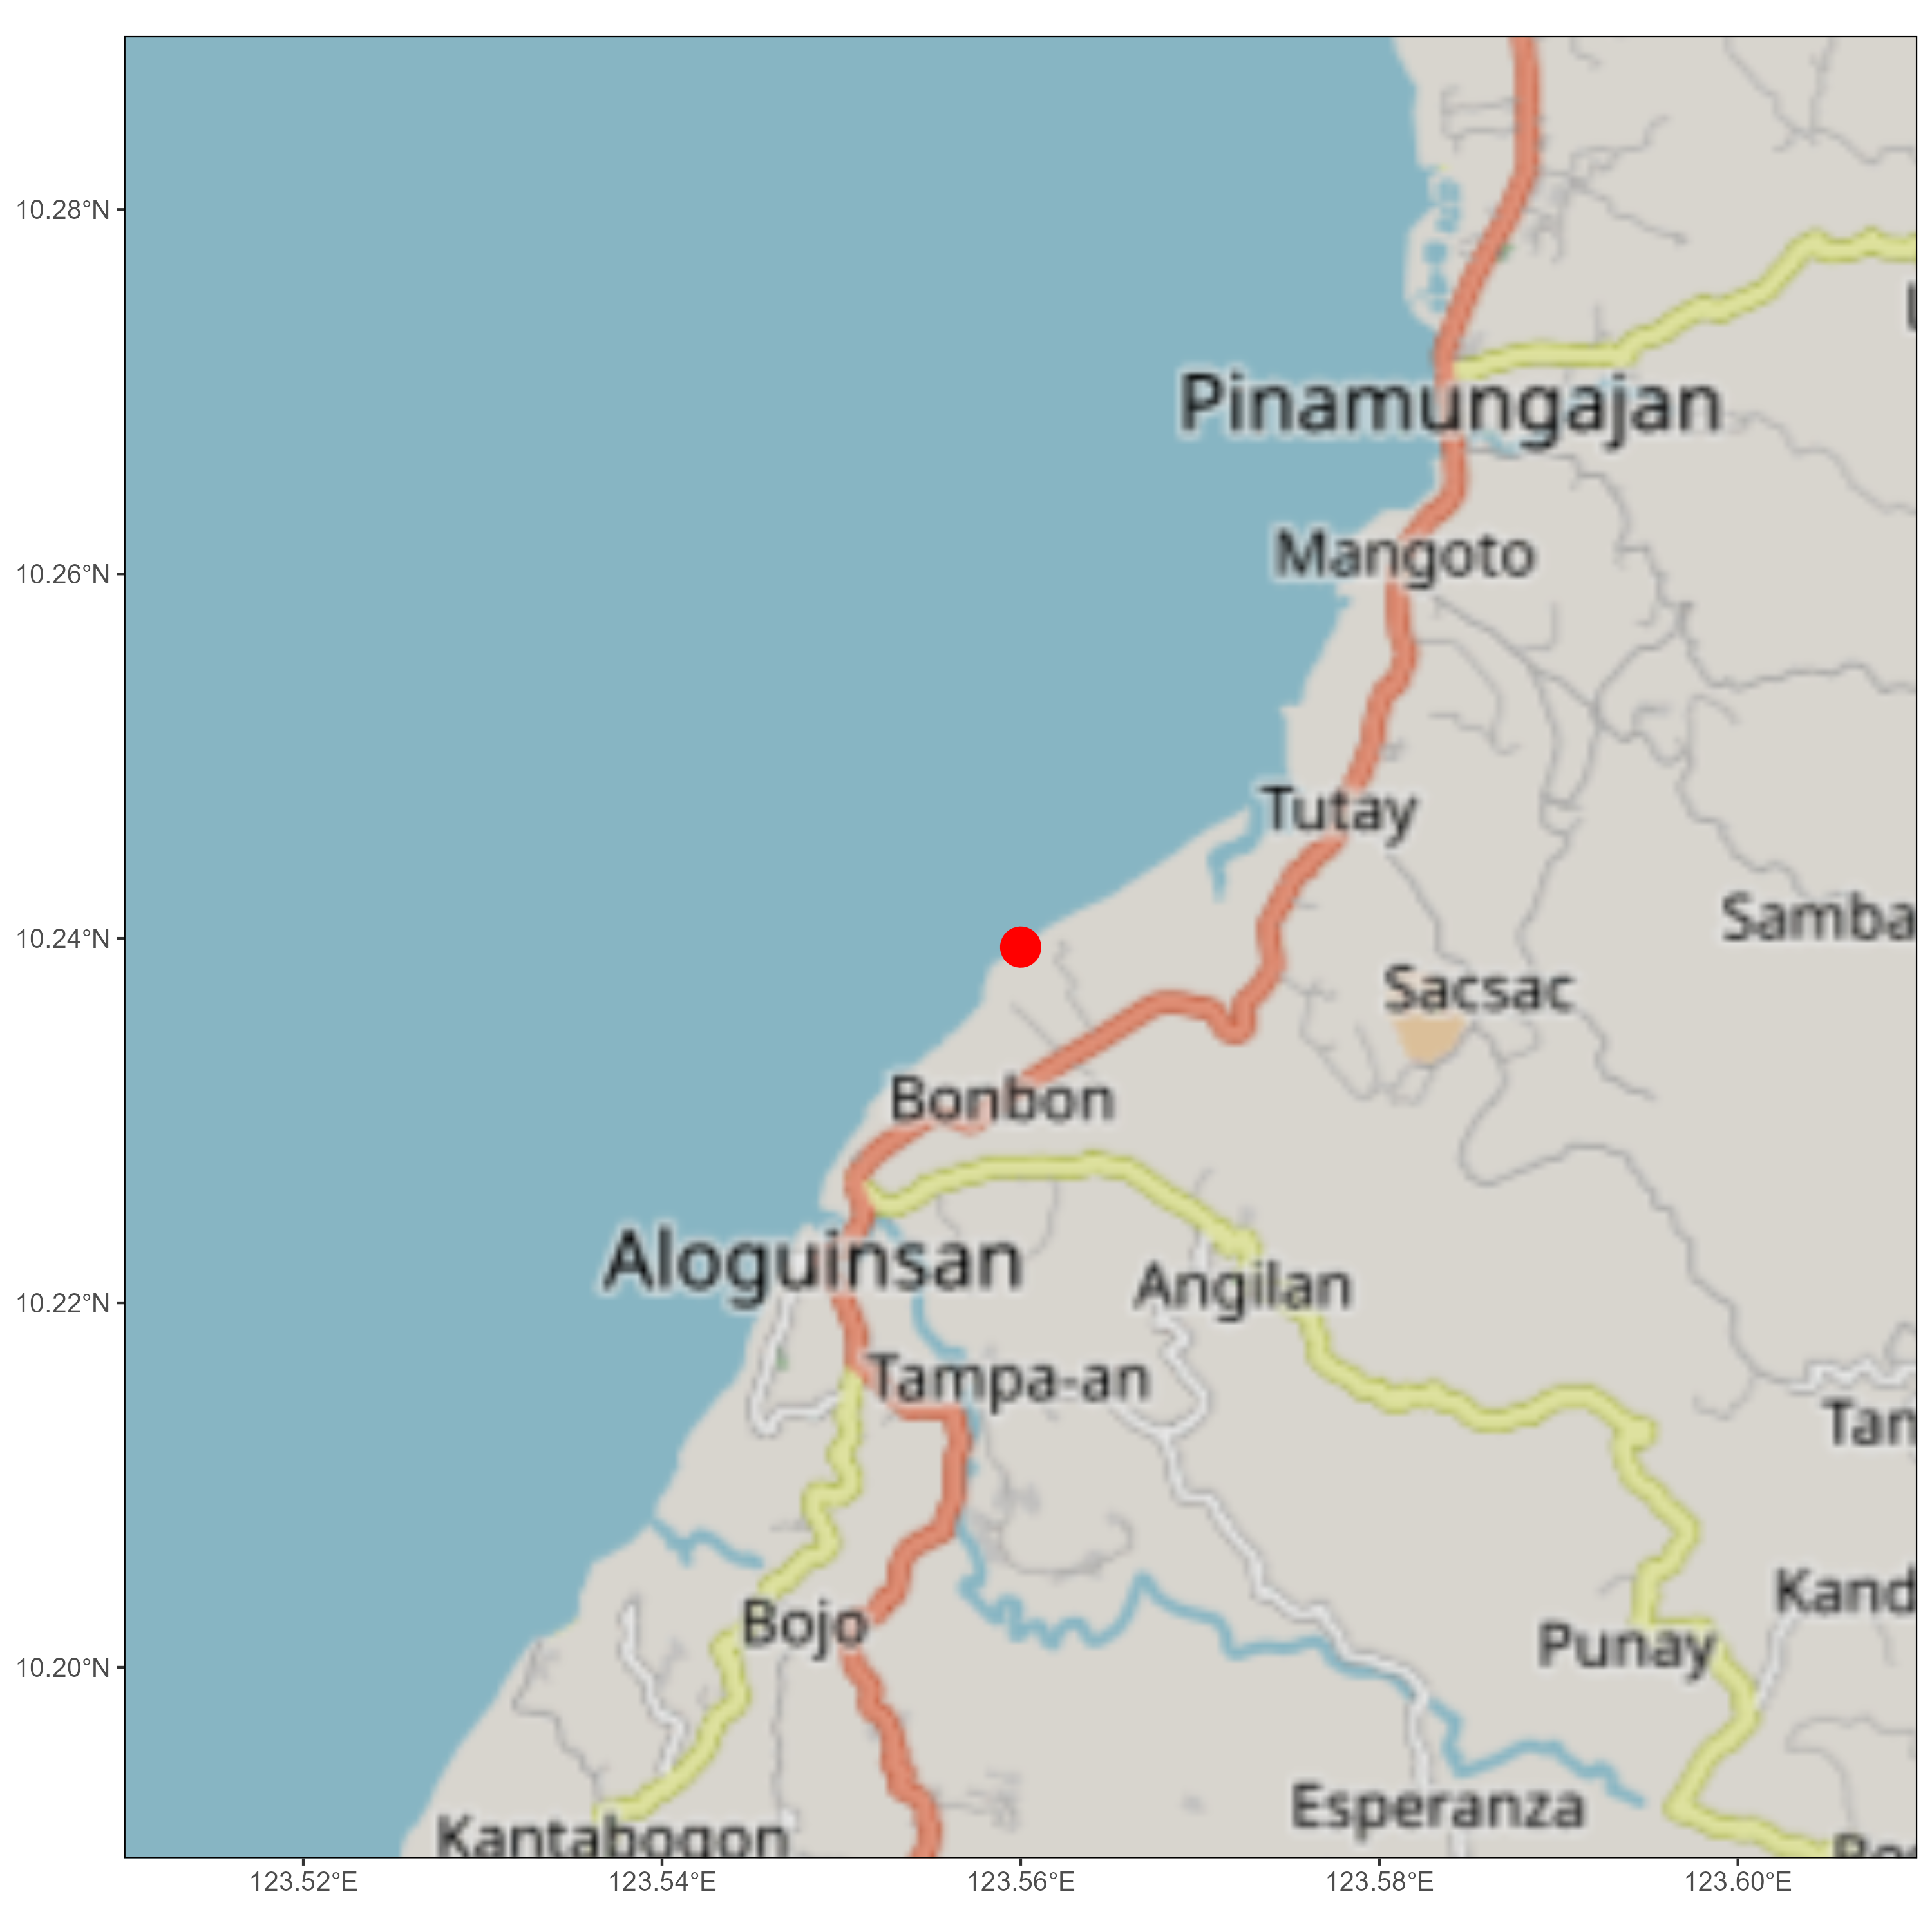 10.28°N
Pinamungajan
10.26°N
Mangoto
Tutay
Samba
10.24°N
Sacsac
Bonbon
Aloguinsan
Angilan
10.22°N
Tampa-an
Tan
Kand
Bojo
Punay
10.20°N
Esperanza
Kantabogon
123.52°E 123.54°E 123.56°E 123.58°E 123.60°E